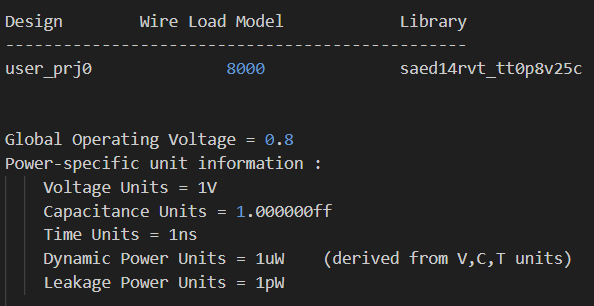 Design Wire Load Model Library
------------------------------------------------
user_prj0 8000 saed14rvt_tt0p8v25c
Global Operating Voltage = 0.8
Power-specific unit information :
Voltage Units = 1V
Capacitance Units = 1.000000ff
Time Units = 1ns
Dynamic Power Units = 1uW (derived from V,C,T units)
Leakage Power Units = 1pW